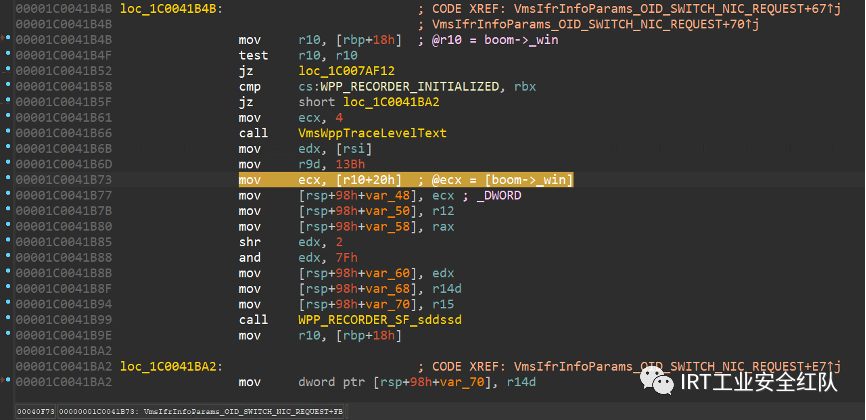 00001C0041B4B loc_1C0041B4B: ; CODE XREF: VmsIfrInfoParams_OID_SWITCH_NIC_REQUEST+67↑j
00001C0041B4B ; VmsIfrInfoParams_OID_SWITCH_NIC_REQUEST+70↑j
00001C0041B4B mov r10, [rbp+18h] ; @r10 = boom->_win
00001C0041B4F test r10, r10
00001C0041B52 jz loc_1C007AF12
00001C0041B58 cmp cs:WPP_RECORDER_INITIALIZED, rbx
00001C0041B5F jz short loc_1C0041BA2
00001C0041B61 mov ecx, 4
00001C0041B66 call VmsWppTraceLevelText
00001C0041B6B mov edx, [rsi]
00001C0041B6D mov r9d, 13Bh
00001C0041B73 mov ecx, [r10+20h] ; @ecx = [boom->_win]
00001C0041B77 mov [rsp+98h+var_48], ecx ; _DWORD
00001C0041B7B mov [rsp+98h+var_50], r12
00001C0041B80 mov [rsp+98h+var_58], rax
00001C0041B85 shr edx, 2
00001C0041B88 and edx, 7Fh
00001C0041B8B mov [rsp+98h+var_60], edx
00001C0041B8F mov [rsp+98h+var_68], r14d
00001C0041B94 mov [rsp+98h+var_70], r15
00001C0041B99 call WPP_RECORDER_SF_sddssd
00001C0041B9E mov r10, [rbp+18h]
00001C0041BA2
00001C0041BA2 loc_1C0041BA2: ; CODE XREF: VmsIfrInfoParams_OID_SWITCH_NIC_REQUEST+E7↑j
00001C0041BA2 mov dword ptr [rsp+98h+var_70], r14d
IRT工业安全红队
00040F73 00000001C0041B73: VmsIfrInfoParams_OID_SWITCH_NIC_REQUEST+FB